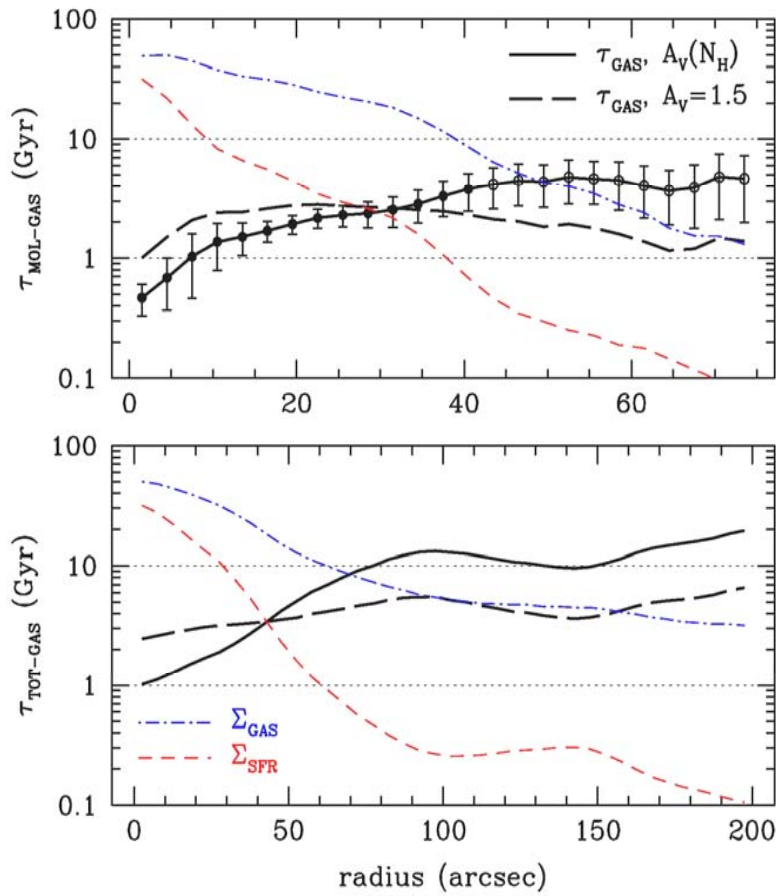 100
10
1
0.1
τ_MOL-GAS (Gyr)
τ_GAS, A_V(N_H)
τ_GAS, A_V=1.5
0 20 40 60
100
10
1
0.1
τ_TOT-GAS (Gyr)
Σ_GAS
Σ_SFR
0 50 100 150 200
radius (arcsec)